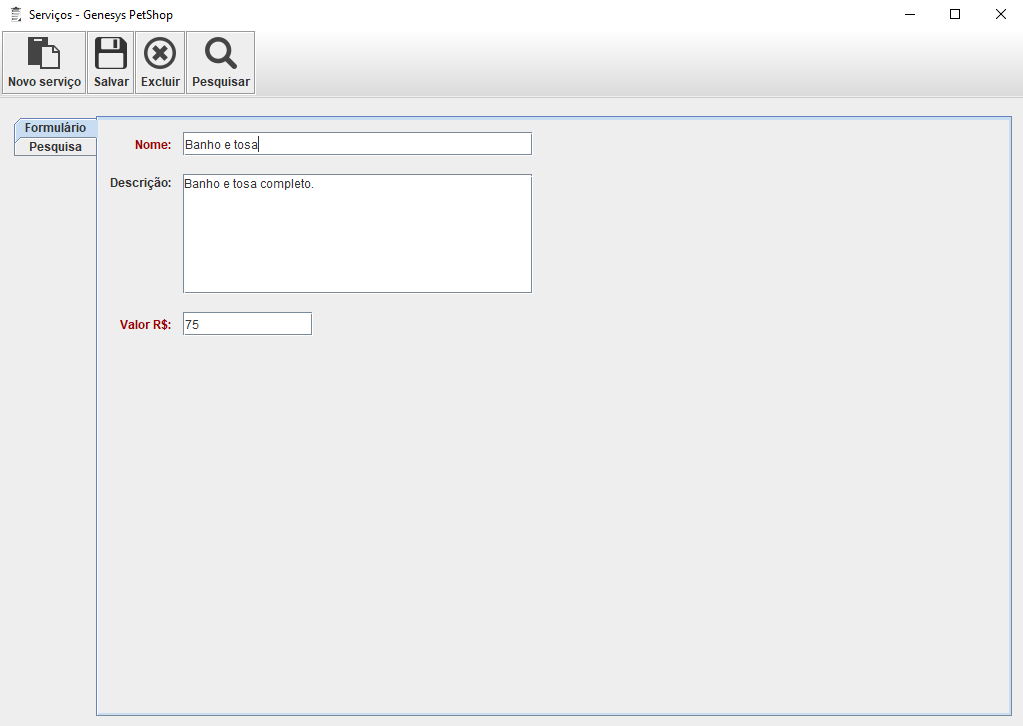 Serviços - Genesys PetShop
Novo serviço
Salvar
Excluir
Pesquisar
Formulário
Pesquisa
Nome: Banho e tosa
Descrição: Banho e tosa completo.
Valor R$: 75